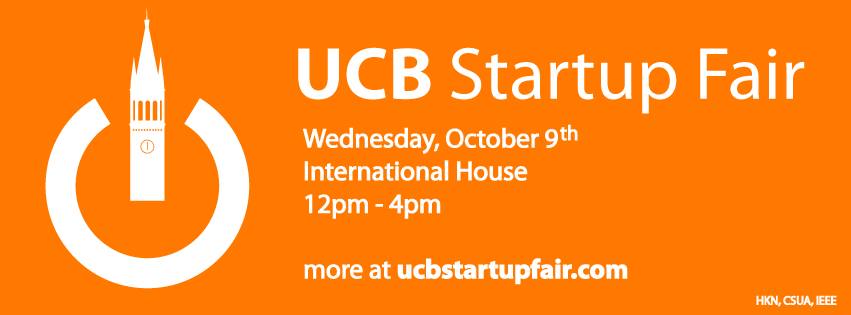 UCB Startup Fair
Wednesday, October 9th
International House
12pm - 4pm
more at ucbstartupfair.com
HKN, CSUA, IEEE